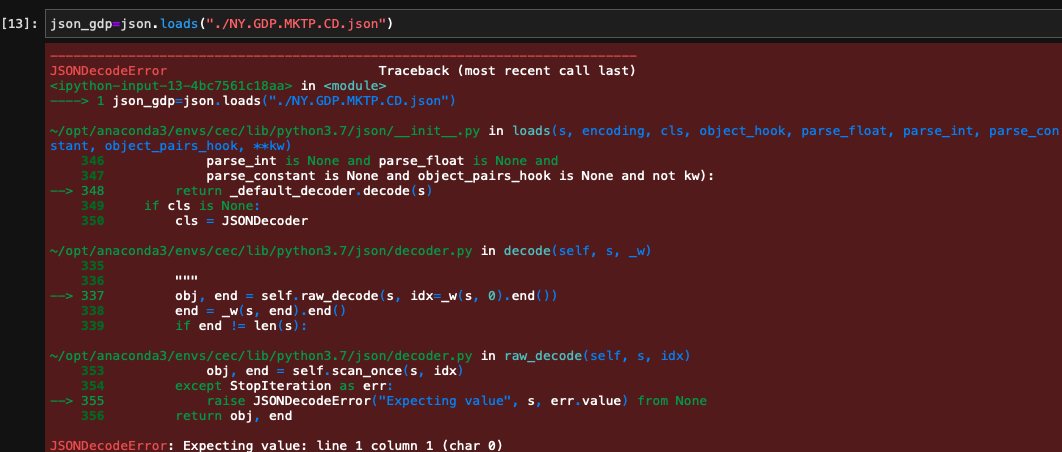 [13]: json_gdp=json.loads("./NY.GDP.MKTP.CD.json")
---------------------------------------------------------------------------
JSONDecodeError                           Traceback (most recent call last)
<ipython-input-13-4bc7561c18aa> in <module>
----> 1 json_gdp=json.loads("./NY.GDP.MKTP.CD.json")
~/opt/anaconda3/envs/cec/lib/python3.7/json/__init__.py in loads(s, encoding, cls, object_hook, parse_float, parse_int, parse_con
stant, object_pairs_hook, **kw)
    346             parse_int is None and parse_float is None and
    347             parse_constant is None and object_pairs_hook is None and not kw):
--> 348         return _default_decoder.decode(s)
    349     if cls is None:
    350         cls = JSONDecoder
~/opt/anaconda3/envs/cec/lib/python3.7/json/decoder.py in decode(self, s, _w)
    335
    336         """
--> 337         obj, end = self.raw_decode(s, idx=_w(s, 0).end())
    338         end = _w(s, end).end()
    339         if end != len(s):
~/opt/anaconda3/envs/cec/lib/python3.7/json/decoder.py in raw_decode(self, s, idx)
    353             obj, end = self.scan_once(s, idx)
    354         except StopIteration as err:
--> 355             raise JSONDecodeError("Expecting value", s, err.value) from None
    356         return obj, end
JSONDecodeError: Expecting value: line 1 column 1 (char 0)